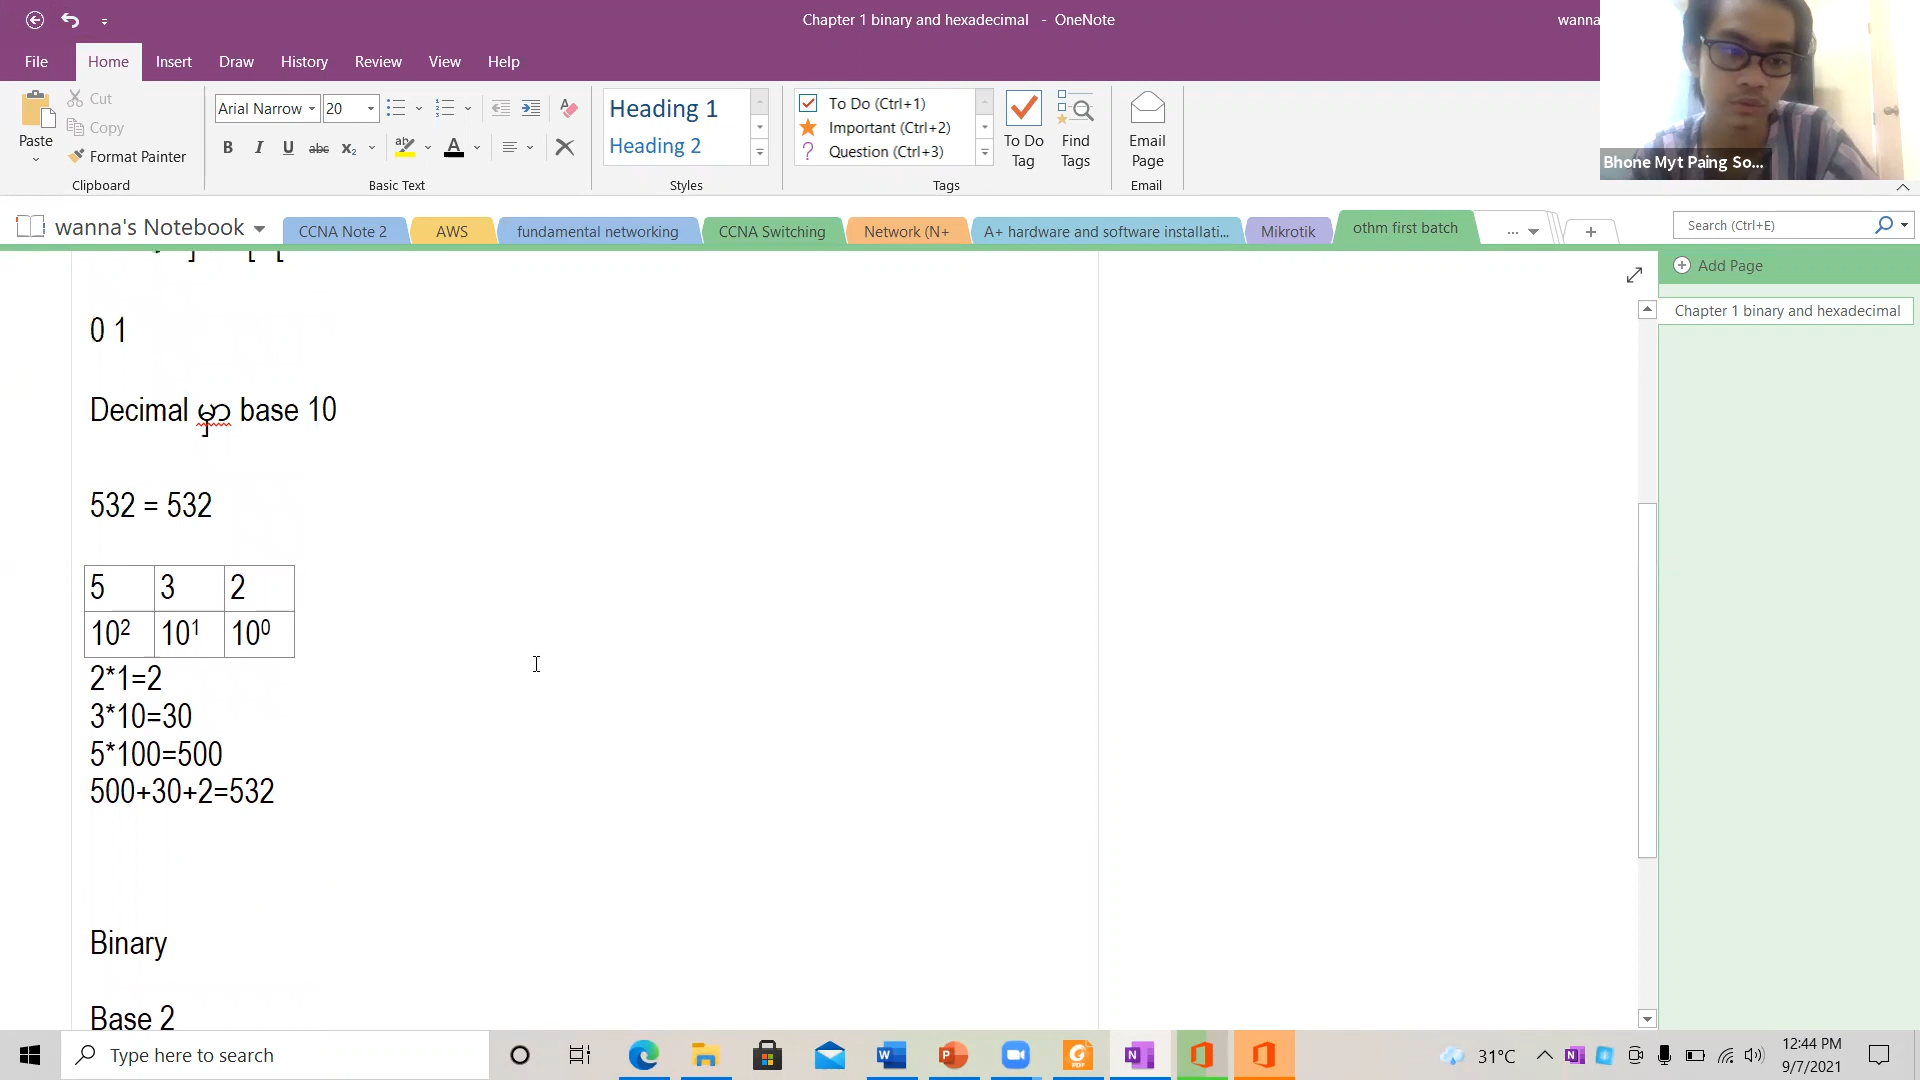 Chapter 1 binary and hexadecimal - OneNote
wanna
File Home Insert Draw History Review View Help
Paste
Cut
Copy
Format Painter
Clipboard
Arial Narrow 20
B I U abc x₂ A
Basic Text
Heading 1
Heading 2
Styles
To Do (Ctrl+1)
Important (Ctrl+2)
Question (Ctrl+3)
To Do Tag
Find Tags
Tags
Email Page
Email
Bhone Myt Paing So...
wanna's Notebook
CCNA Note 2
AWS
fundamental networking
CCNA Switching
Network (N+
A+ hardware and software installati...
Mikrotik
othm first batch
...
Search (Ctrl+E)
Add Page
Chapter 1 binary and hexadecimal
0 1
Decimal မှာ base 10
532 = 532
5 3 2
10² 10¹ 10⁰
2*1=2
3*10=30
5*100=500
500+30+2=532
Binary
Base 2
Type here to search
31°C
12:44 PM
9/7/2021